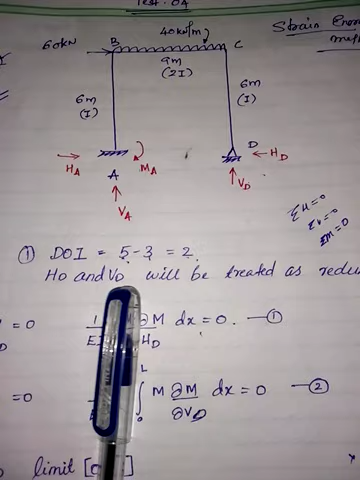 Test: 04
Strain Ener
60kN B 40kN/m C
9m
(2I)
6m
(I)
6m
(I)
HA MA D HD
A
VA VD
ΣH=0
ΣV=0
ΣM=0
① DOI = 5-3 = 2.
HD and VD will be treated as redu
= 0 ∂M dx = 0. — ①
D HD
= 0 ∫ M ∂M dx = 0 — ②
0 ∂VD
limit [0